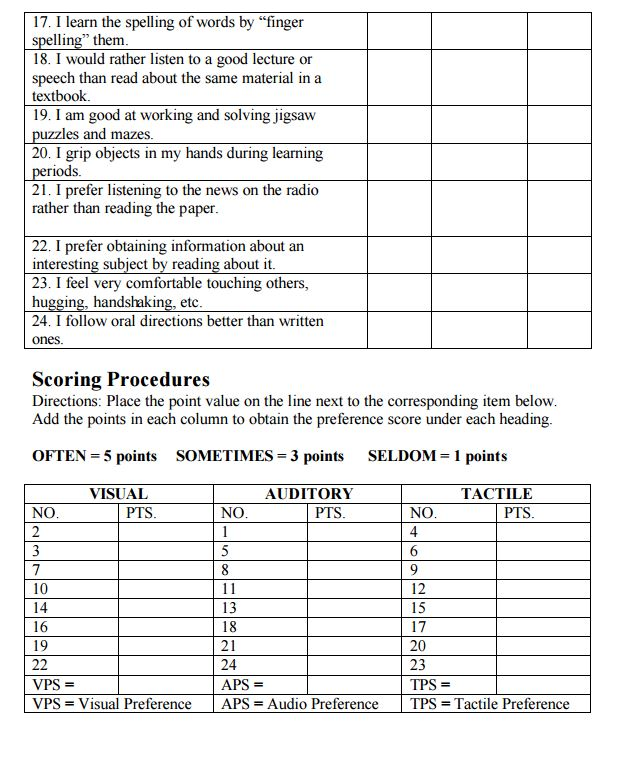 17. I learn the spelling of words by “finger
spelling” them.
18. I would rather listen to a good lecture or
speech than read about the same material in a
textbook.
19. I am good at working and solving jigsaw
puzzles and mazes.
20. I grip objects in my hands during learning
periods.
21. I prefer listening to the news on the radio
rather than reading the paper.
22. I prefer obtaining information about an
interesting subject by reading about it.
23. I feel very comfortable touching others,
hugging, handshaking, etc.
24. I follow oral directions better than written
ones.
Scoring Procedures
Directions: Place the point value on the line next to the corresponding item below.
Add the points in each column to obtain the preference score under each heading.
OFTEN = 5 points SOMETIMES = 3 points SELDOM = 1 points
VISUAL AUDITORY TACTILE
NO. PTS. NO. PTS. NO. PTS.
2 1 4
3 5 6
7 8 9
10 11 12
14 13 15
16 18 17
19 21 20
22 24 23
VPS = APS = TPS =
VPS = Visual Preference APS = Audio Preference TPS = Tactile Preference